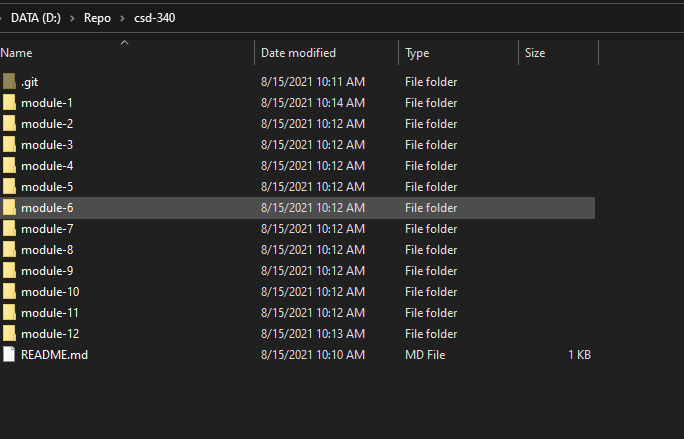 DATA (D:) > Repo > csd-340
Name Date modified Type Size
.git 8/15/2021 10:11 AM File folder
module-1 8/15/2021 10:14 AM File folder
module-2 8/15/2021 10:12 AM File folder
module-3 8/15/2021 10:12 AM File folder
module-4 8/15/2021 10:12 AM File folder
module-5 8/15/2021 10:12 AM File folder
module-6 8/15/2021 10:12 AM File folder
module-7 8/15/2021 10:12 AM File folder
module-8 8/15/2021 10:12 AM File folder
module-9 8/15/2021 10:12 AM File folder
module-10 8/15/2021 10:12 AM File folder
module-11 8/15/2021 10:12 AM File folder
module-12 8/15/2021 10:13 AM File folder
README.md 8/15/2021 10:10 AM MD File 1 KB